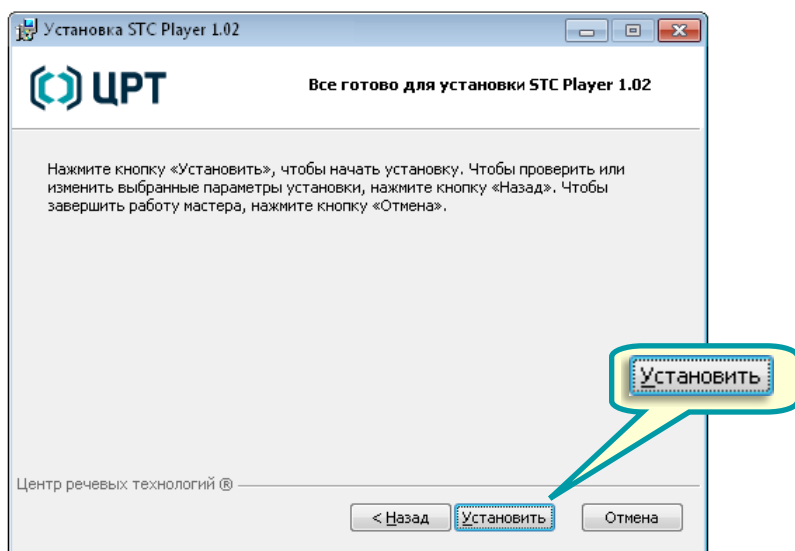 Установка STC Player 1.02
ЦРТ
Все готово для установки STC Player 1.02
Нажмите кнопку «Установить», чтобы начать установку. Чтобы проверить или
изменить выбранные параметры установки, нажмите кнопку «Назад». Чтобы
завершить работу мастера, нажмите кнопку «Отмена».
Установить
Центр речевых технологий ®
< Назад Установить Отмена